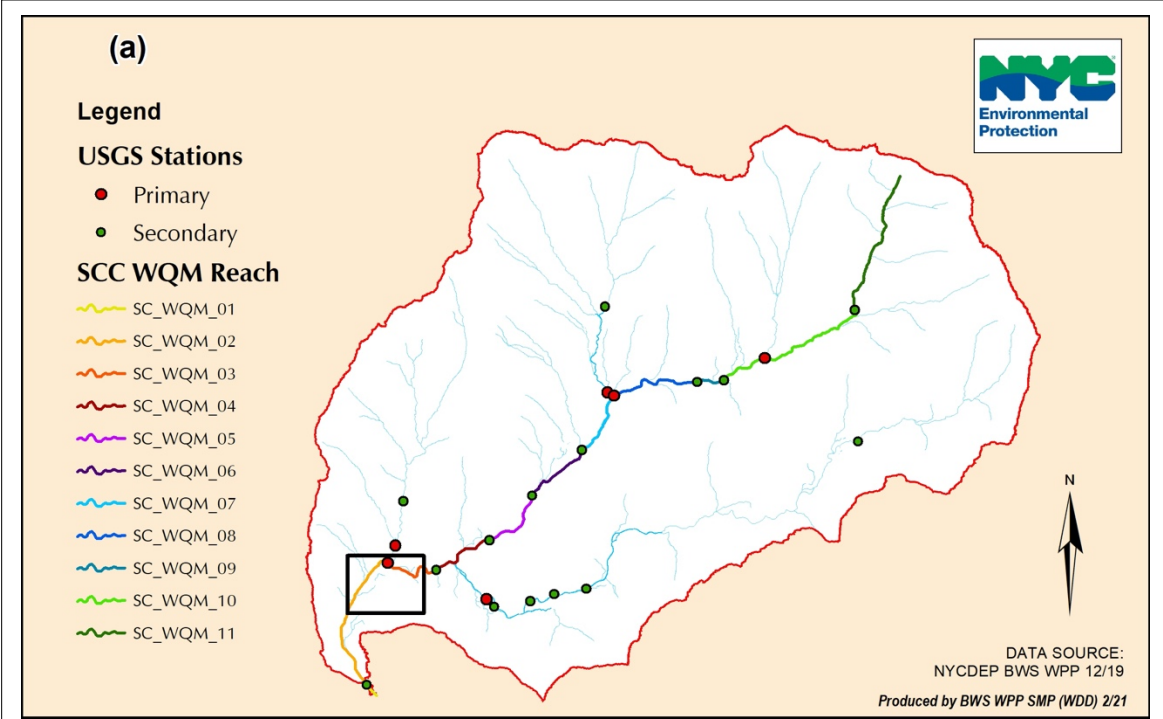 (a)
NYC
Environmental
Protection
Legend
USGS Stations
Primary
Secondary
SCC WQM Reach
SC_WQM_01
SC_WQM_02
SC_WQM_03
SC_WQM_04
SC_WQM_05
SC_WQM_06
SC_WQM_07
SC_WQM_08
SC_WQM_09
SC_WQM_10
SC_WQM_11
N
DATA SOURCE:
NYCDEP BWS WPP 12/19
Produced by BWS WPP SMP (WDD) 2/21